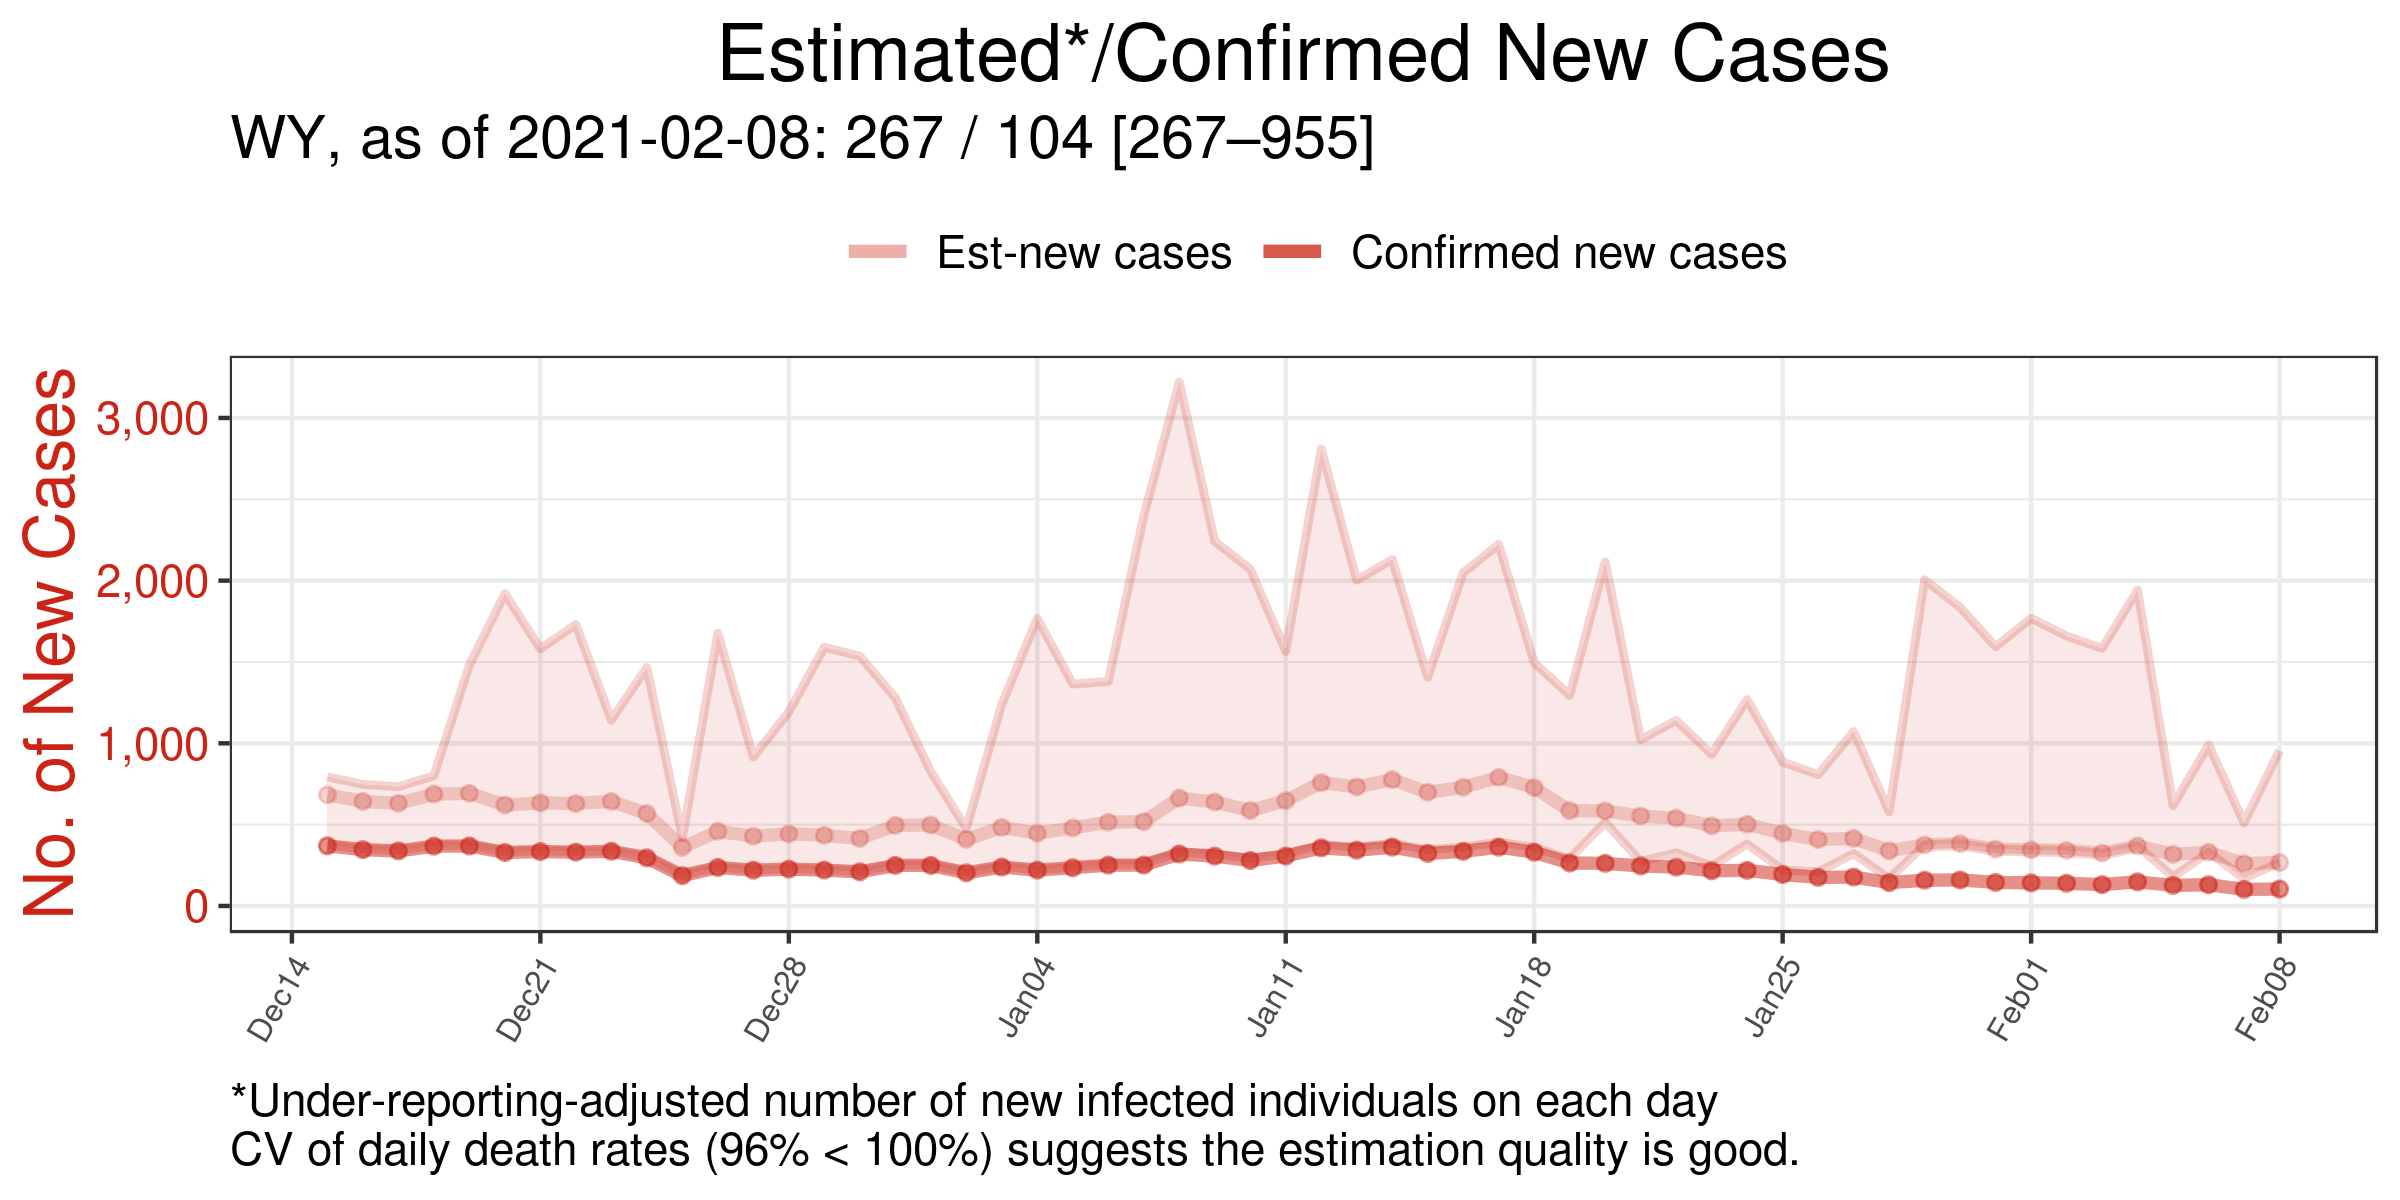 Estimated*/Confirmed New Cases
WY, as of 2021-02-08: 267 / 104 [267–955]
Est-new cases Confirmed new cases
No. of New Cases
3,000
2,000
1,000
0
Dec14 Dec21 Dec28 Jan04 Jan11 Jan18 Jan25 Feb01 Feb08
*Under-reporting-adjusted number of new infected individuals on each day
CV of daily death rates (96% < 100%) suggests the estimation quality is good.